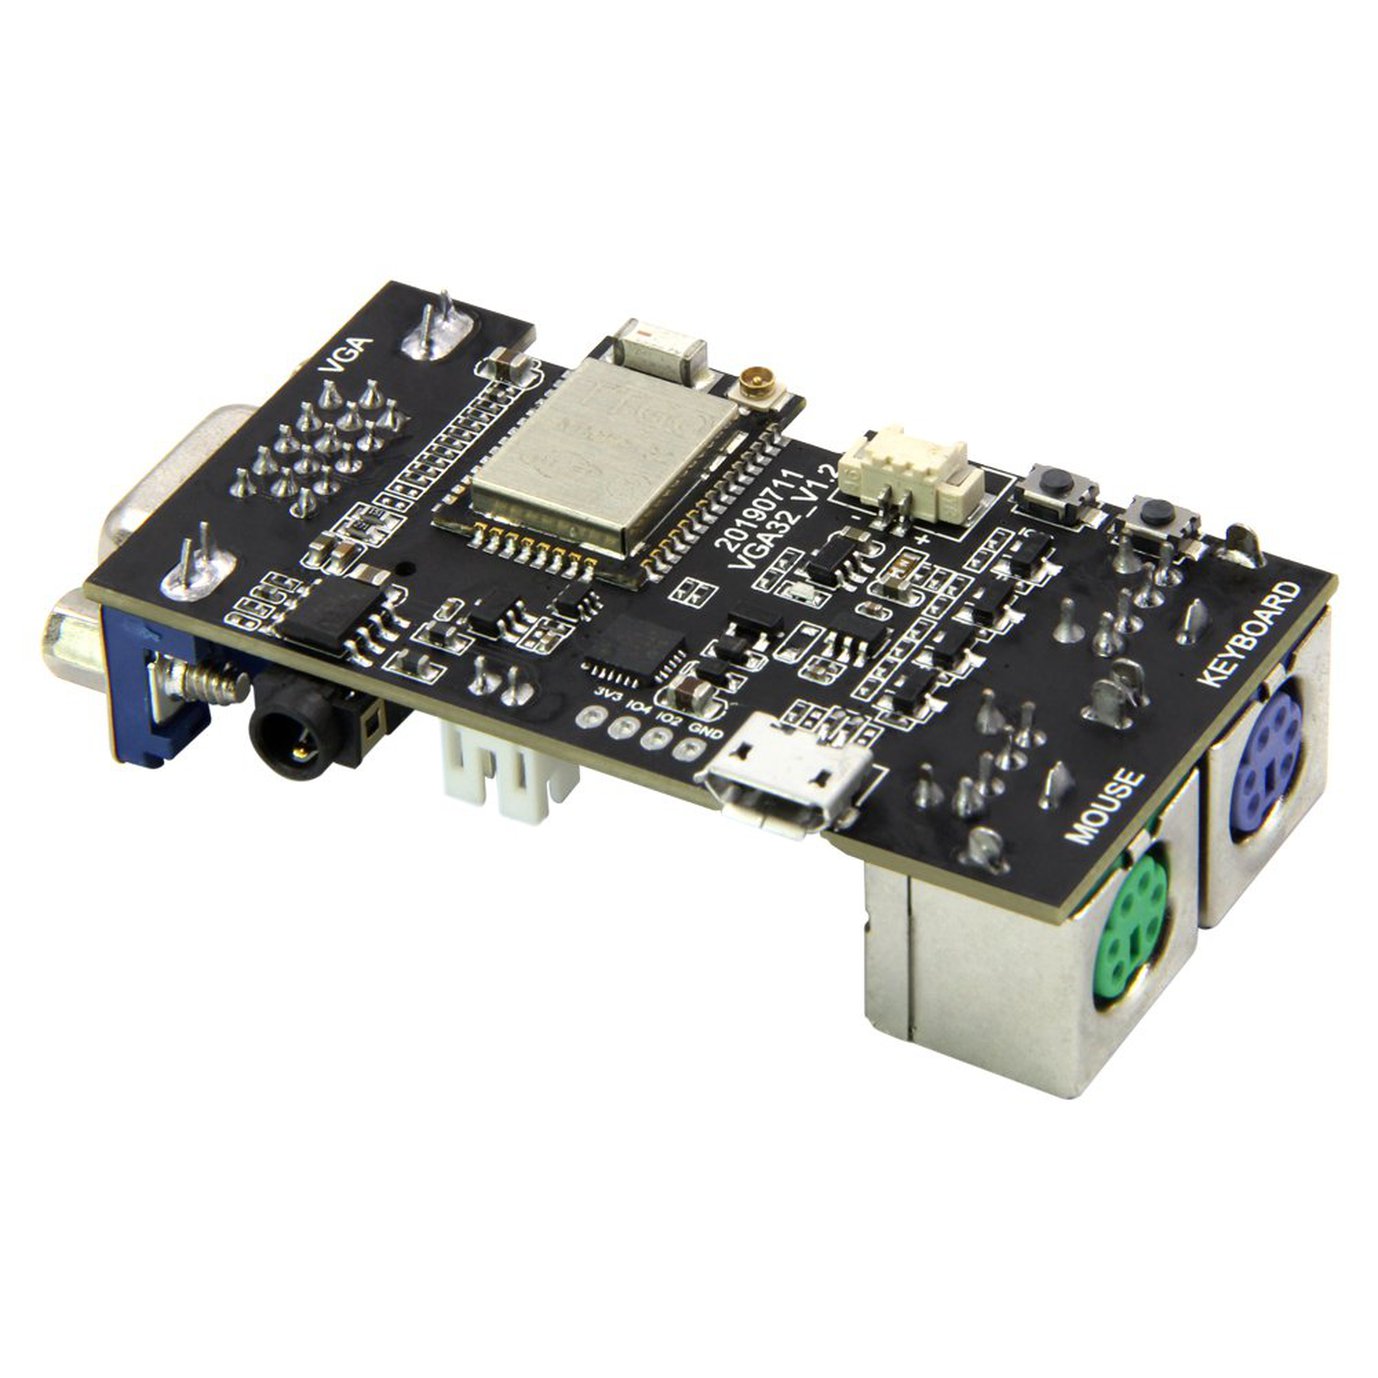 VGA
20190711
VGA32_V1.2
- +
3V3 IO4 IO2 GND
KEYBOARD
MOUSE